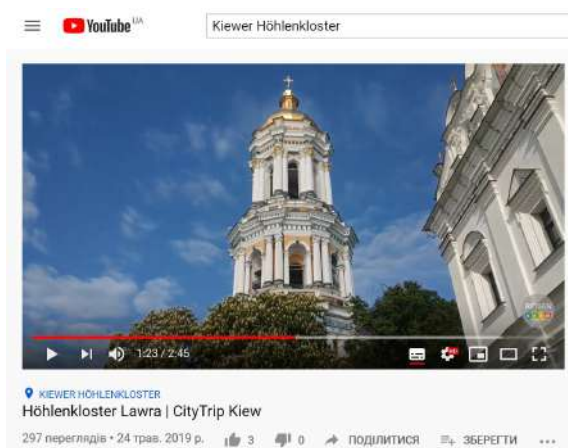 YouTube UA
Kiewer Höhlenkloster
1:23 / 2:45
KIEWER HÖHLENKLOSTER
Höhlenkloster Lawra | CityTrip Kiew
297 переглядів • 24 трав. 2019 р. 3 0 ПОДІЛИТИСЯ ЗБЕРЕГТИ